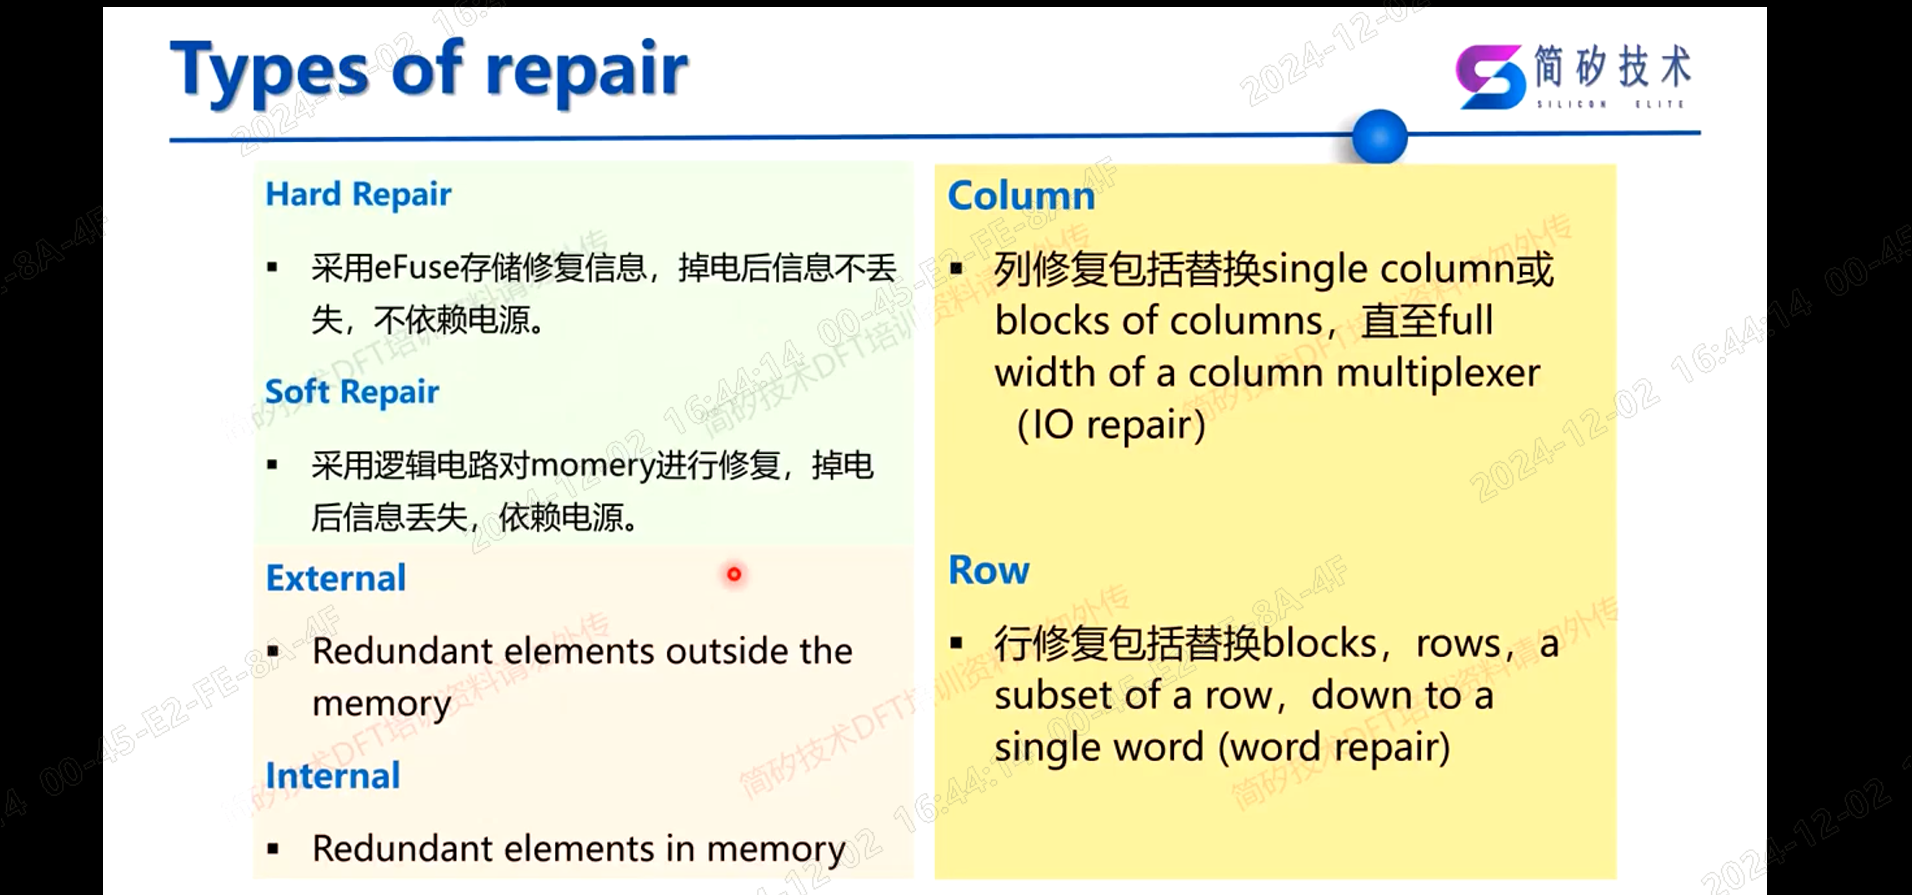 Types of repair
简矽技术
SILICON ELITE
Hard Repair
▪ 采用eFuse存储修复信息，掉电后信息不丢
失，不依赖电源。
Soft Repair
▪ 采用逻辑电路对momery进行修复，掉电
后信息丢失，依赖电源。
External
▪ Redundant elements outside the
memory
Internal
▪ Redundant elements in memory
Column
▪ 列修复包括替换single column或
blocks of columns，直至full
width of a column multiplexer
（IO repair）
Row
▪ 行修复包括替换blocks，rows，a
subset of a row，down to a
single word (word repair)
简矽技术DFT培训资料请勿外传
00-45-E2-FE-8A-4F
2024-12-02 16:44:14